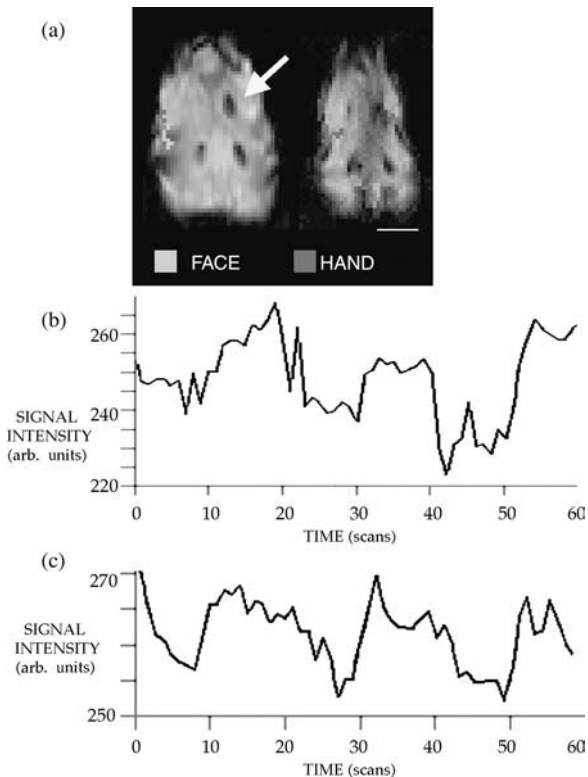 (a)
FACE HAND
(b)
260
240
220
SIGNAL
INTENSITY
(arb. units)
0 10 20 30 40 50 60
TIME (scans)
(c)
270
250
SIGNAL
INTENSITY
(arb. units)
0 10 20 30 40 50 60
TIME (scans)